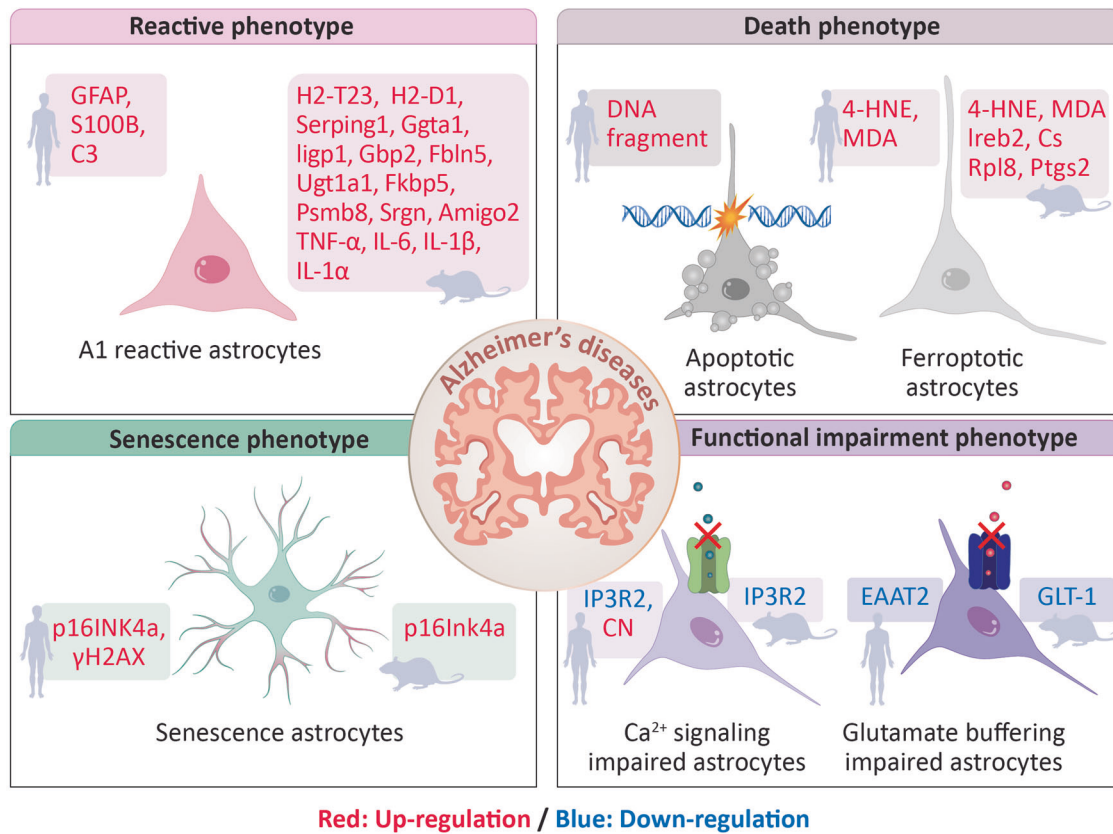 Reactive phenotype
GFAP,
S100B,
C3
H2-T23, H2-D1,
Serping1, Ggta1,
ligp1, Gbp2, Fbln5,
Ugt1a1, Fkbp5,
Psmb8, Srgn, Amigo2
TNF-α, IL-6, IL-1β,
IL-1α
A1 reactive astrocytes
Death phenotype
DNA
fragment
4-HNE,
MDA
4-HNE, MDA
Ireb2, Cs
Rpl8, Ptgs2
Apoptotic
astrocytes
Ferroptotic
astrocytes
Alzheimer's diseases
Senescence phenotype
p16INK4a,
γH2AX
p16Ink4a
Senescence astrocytes
Functional impairment phenotype
IP3R2,
CN
IP3R2
EAAT2
GLT-1
Ca²⁺ signaling
impaired astrocytes
Glutamate buffering
impaired astrocytes
Red: Up-regulation / Blue: Down-regulation